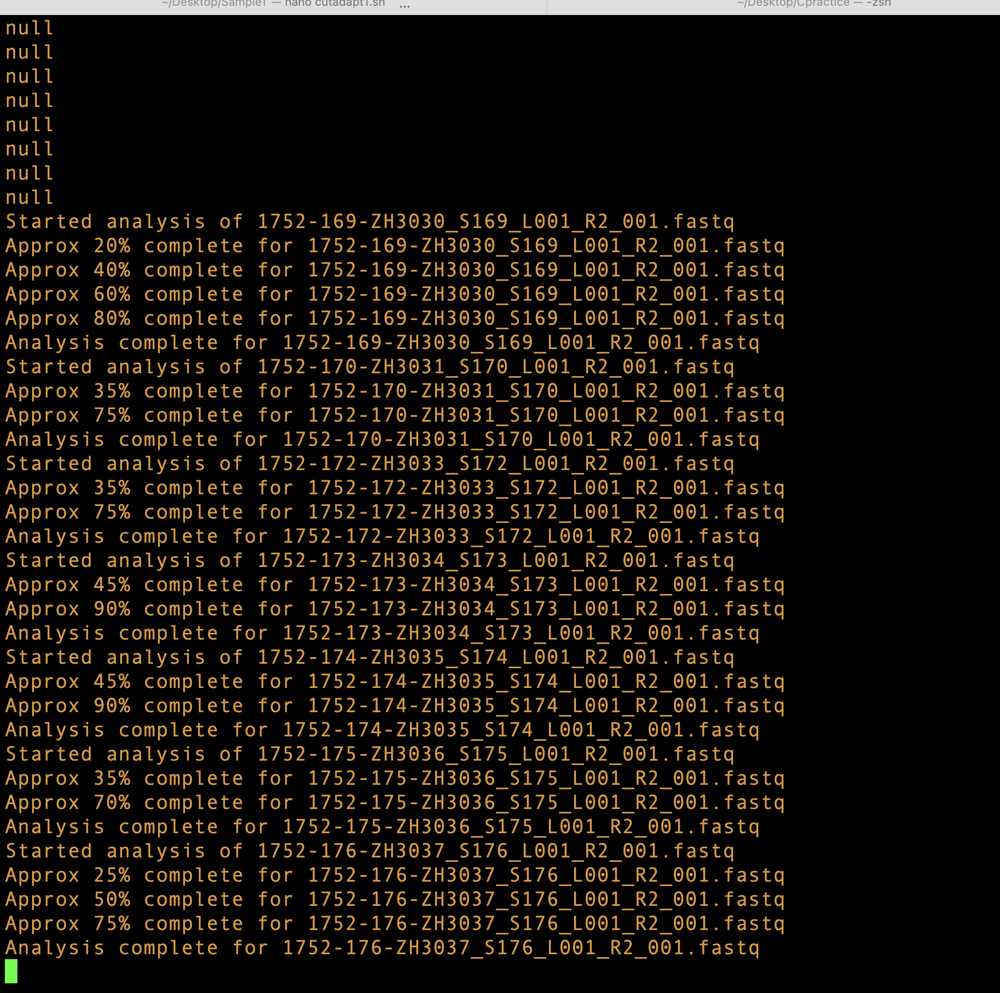 ~/Desktop/Sample1 — nano cutadapt1.sh ... ~/Desktop/Cpractice — -zsh
null
null
null
null
null
null
null
null
Started analysis of 1752-169-ZH3030_S169_L001_R2_001.fastq
Approx 20% complete for 1752-169-ZH3030_S169_L001_R2_001.fastq
Approx 40% complete for 1752-169-ZH3030_S169_L001_R2_001.fastq
Approx 60% complete for 1752-169-ZH3030_S169_L001_R2_001.fastq
Approx 80% complete for 1752-169-ZH3030_S169_L001_R2_001.fastq
Analysis complete for 1752-169-ZH3030_S169_L001_R2_001.fastq
Started analysis of 1752-170-ZH3031_S170_L001_R2_001.fastq
Approx 35% complete for 1752-170-ZH3031_S170_L001_R2_001.fastq
Approx 75% complete for 1752-170-ZH3031_S170_L001_R2_001.fastq
Analysis complete for 1752-170-ZH3031_S170_L001_R2_001.fastq
Started analysis of 1752-172-ZH3033_S172_L001_R2_001.fastq
Approx 35% complete for 1752-172-ZH3033_S172_L001_R2_001.fastq
Approx 75% complete for 1752-172-ZH3033_S172_L001_R2_001.fastq
Analysis complete for 1752-172-ZH3033_S172_L001_R2_001.fastq
Started analysis of 1752-173-ZH3034_S173_L001_R2_001.fastq
Approx 45% complete for 1752-173-ZH3034_S173_L001_R2_001.fastq
Approx 90% complete for 1752-173-ZH3034_S173_L001_R2_001.fastq
Analysis complete for 1752-173-ZH3034_S173_L001_R2_001.fastq
Started analysis of 1752-174-ZH3035_S174_L001_R2_001.fastq
Approx 45% complete for 1752-174-ZH3035_S174_L001_R2_001.fastq
Approx 90% complete for 1752-174-ZH3035_S174_L001_R2_001.fastq
Analysis complete for 1752-174-ZH3035_S174_L001_R2_001.fastq
Started analysis of 1752-175-ZH3036_S175_L001_R2_001.fastq
Approx 35% complete for 1752-175-ZH3036_S175_L001_R2_001.fastq
Approx 70% complete for 1752-175-ZH3036_S175_L001_R2_001.fastq
Analysis complete for 1752-175-ZH3036_S175_L001_R2_001.fastq
Started analysis of 1752-176-ZH3037_S176_L001_R2_001.fastq
Approx 25% complete for 1752-176-ZH3037_S176_L001_R2_001.fastq
Approx 50% complete for 1752-176-ZH3037_S176_L001_R2_001.fastq
Approx 75% complete for 1752-176-ZH3037_S176_L001_R2_001.fastq
Analysis complete for 1752-176-ZH3037_S176_L001_R2_001.fastq